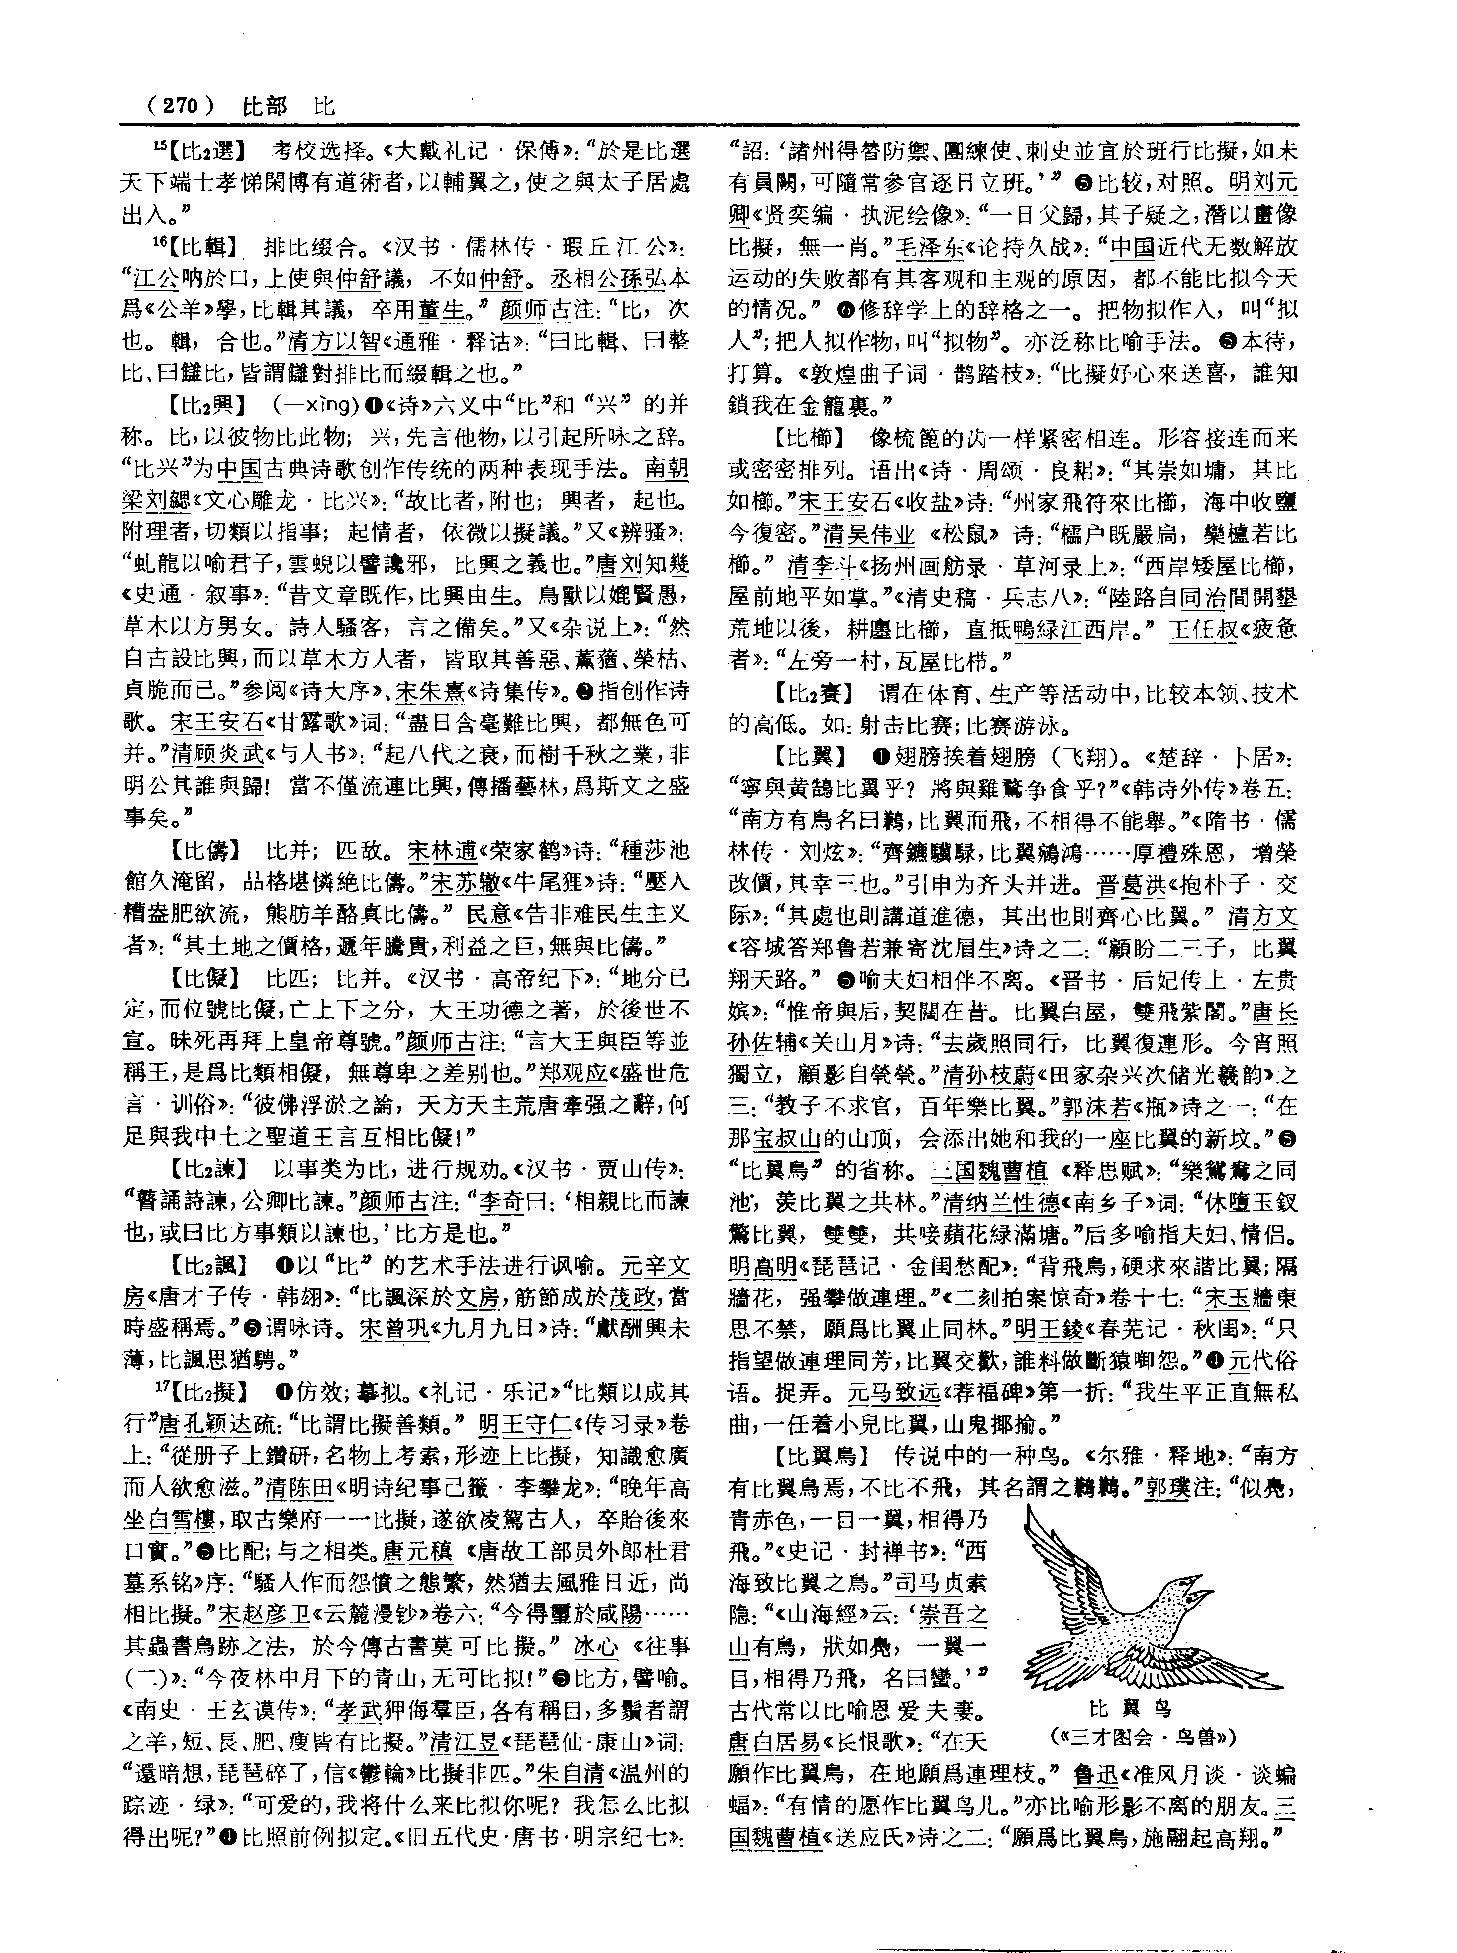 （270） 比部 比
15【比2選】 考校选择。《大戴礼记·保傅》：“於是比選
天下端士孝悌閑博有道術者，以輔翼之，使之與太子居處
出入。”
16【比輯】 排比缀合。《汉书·儒林传·瑕丘江公》：
“江公呐於口，上使與仲舒議，不如仲舒。丞相公孫弘本
爲《公羊》學，比輯其議，卒用董生。”颜师古注：“比，次
也。輯，合也。”清方以智《通雅·释诂》：“曰比輯、曰整
比、曰讎比，皆謂讎對排比而綴輯之也。”
【比2興】 （—xìng）❶《诗》六义中“比”和“兴”的并
称。比，以彼物比此物；兴，先言他物，以引起所咏之辞。
“比兴”为中国古典诗歌创作传统的两种表现手法。南朝
梁刘勰《文心雕龙·比兴》：“故比者，附也；興者，起也。
附理者，切類以指事；起情者，依微以擬議。”又《辨骚》：
“虬龍以喻君子，雲蜺以譬讒邪，比興之義也。”唐刘知幾
《史通·叙事》：“昔文章既作，比興由生。鳥獸以媲賢愚，
草木以方男女。詩人騷客，言之備矣。”又《杂说上》：“然
自古設比興，而以草木方人者，皆取其善惡、薰蕕、榮枯、
貞脆而已。”参阅《诗大序》、宋朱熹《诗集传》。❷指创作诗
歌。宋王安石《甘露歌》词：“盡日含毫難比興，都無色可
并。”清顾炎武《与人书》：“起八代之衰，而樹千秋之業，非
明公其誰與歸！當不僅流連比興，傳播藝林，爲斯文之盛
事矣。”
【比儔】 比并；匹敌。宋林逋《荣家鹤》诗：“種莎池
館久淹留，品格堪憐絶比儔。”宋苏辙《牛尾狸》诗：“壓入
糟盎肥欲流，熊肪羊酪真比儔。”民意《告非难民生主义
者》：“其土地之價格，遞年騰貴，利益之巨，無與比儔。”
【比儗】 比匹；比并。《汉书·高帝纪下》：“地分已
定，而位號比儗，亡上下之分，大王功德之著，於後世不
宣。昧死再拜上皇帝尊號。”颜师古注：“言大王與臣等並
稱王，是爲比類相儗，無尊卑之差别也。”郑观应《盛世危
言·训俗》：“彼佛浮淤之論，天方天主荒唐牽强之辭，何
足與我中土之聖道王言互相比儗！”
【比2諫】 以事类为比，进行规劝。《汉书·贾山传》：
“瞽誦詩諫，公卿比諫。”颜师古注：“李奇曰：‘相親比而諫
也，或曰比方事類以諫也，’比方是也。”
【比2諷】 ❶以“比”的艺术手法进行讽喻。元辛文
房《唐才子传·韩翃》：“比諷深於文房，筋節成於茂政，當
時盛稱焉。”❷谓咏诗。宋曾巩《九月九日》诗：“獻酬興未
薄，比諷思猶騁。”
17【比2擬】 ❶仿效；摹拟。《礼记·乐记》“比類以成其
行”唐孔颖达疏：“比謂比擬善類。”明王守仁《传习录》卷
上：“從册子上鑽研，名物上考索，形迹上比擬，知識愈廣
而人欲愈滋。”清陈田《明诗纪事己籤·李攀龙》：“晚年高
坐白雪樓，取古樂府一一比擬，遂欲凌駕古人，卒貽後來
口實。”❷比配；与之相类。唐元稹《唐故工部员外郎杜君
墓系铭》序：“騷人作而怨憤之態繁，然猶去風雅日近，尚
相比擬。”宋赵彦卫《云麓漫钞》卷六：“今得璽於咸陽……
其蟲書鳥跡之法，於今傳古書莫可比擬。”冰心《往事
（二）》：“今夜林中月下的青山，无可比拟！”❸比方，譬喻。
《南史·王玄谟传》：“孝武狎侮羣臣，各有稱目，多鬚者謂
之羊，短、長、肥、瘦皆有比擬。”清江昱《琵琶仙·康山》词：
“還暗想，琵琶碎了，信《鬱輪》比擬非匹。”朱自清《温州的
踪迹·绿》：“可爱的，我将什么来比拟你呢？我怎么比拟
得出呢？”❹比照前例拟定。《旧五代史·唐书·明宗纪七》：
“詔：‘諸州得替防禦、團練使、刺史並宜於班行比擬，如未
有員闕，可隨常參官逐日立班。’”❺比较，对照。明刘元
卿《贤奕编·执泥绘像》：“一日父歸，其子疑之，潛以畫像
比擬，無一肖。”毛泽东《论持久战》：“中国近代无数解放
运动的失败都有其客观和主观的原因，都不能比拟今天
的情况。”❻修辞学上的辞格之一。把物拟作人，叫“拟
人”；把人拟作物，叫“拟物”。亦泛称比喻手法。❼本待，
打算。《敦煌曲子词·鹊踏枝》：“比擬好心來送喜，誰知
鎖我在金籠裏。”
【比櫛】 像梳篦的齿一样紧密相连。形容接连而来
或密密排列。语出《诗·周颂·良耜》：“其崇如墉，其比
如櫛。”宋王安石《收盐》诗：“州家飛符來比櫛，海中收鹽
今復密。”清吴伟业《松鼠》诗：“櫺户既嚴扃，欒櫨若比
櫛。”清李斗《扬州画舫录·草河录上》：“西岸矮屋比櫛，
屋前地平如掌。”《清史稿·兵志八》：“陸路自同治間開墾
荒地以後，耕廛比櫛，直抵鴨緑江西岸。”王任叔《疲惫
者》：“左旁一村，瓦屋比栉。”
【比2賽】 谓在体育、生产等活动中，比较本领、技术
的高低。如：射击比赛；比赛游泳。
【比翼】 ❶翅膀挨着翅膀（飞翔）。《楚辞·卜居》：
“寧與黄鵠比翼乎？將與雞鶩争食乎？”《韩诗外传》卷五：
“南方有鳥名曰鶼，比翼而飛，不相得不能舉。”《隋书·儒
林传·刘炫》：“齊鑣驥騄，比翼鵷鴻……厚禮殊恩，增榮
改價，其幸三也。”引申为齐头并进。晋葛洪《抱朴子·交
际》：“其處也則講道進德，其出也則齊心比翼。”清方文
《容城答郑鲁若兼寄沈眉生》诗之二：“顧盼二三子，比翼
翔天路。”❷喻夫妇相伴不离。《晋书·后妃传上·左贵
嫔》：“惟帝與后，契闊在昔。比翼白屋，雙飛紫閣。”唐长
孙佐辅《关山月》诗：“去歲照同行，比翼復連形。今宵照
獨立，顧影自煢煢。”清孙枝蔚《田家杂兴次储光羲韵》之
三：“教子不求官，百年樂比翼。”郭沫若《瓶》诗之一：“在
那宝叔山的山顶，会添出她和我的一座比翼的新坟。”❸
“比翼鳥”的省称。三国魏曹植《释思赋》：“樂鴛鴦之同
池，羨比翼之共林。”清纳兰性德《南乡子》词：“休墮玉釵
驚比翼，雙雙，共唼蘋花緑滿塘。”后多喻指夫妇、情侣。
明高明《琵琶记·金闺愁配》：“背飛鳥，硬求來諧比翼；隔
牆花，强攀做連理。”《二刻拍案惊奇》卷十七：“宋玉牆東
思不禁，願爲比翼止同林。”明王錂《春芜记·秋闺》：“只
指望做連理同芳，比翼交歡，誰料做斷猿啣怨。”❹元代俗
语。捉弄。元马致远《荐福碑》第一折：“我生平正直無私
曲，一任着小兒比翼，山鬼揶揄。”
【比翼鳥】 传说中的一种鸟。《尔雅·释地》：“南方
有比翼鳥焉，不比不飛，其名謂之鶼鶼。”郭璞注：“似鳧，
青赤色，一目一翼，相得乃
飛。”《史记·封禅书》：“西
海致比翼之鳥。”司马贞索
隐：“《山海經》云：‘崇吾之
山有鳥，狀如鳧，一翼一
目，相得乃飛，名曰蠻。’”
古代常以比喻恩爱夫妻。
唐白居易《长恨歌》：“在天
願作比翼鳥，在地願爲連理枝。”鲁迅《准风月谈·谈蝙
蝠》：“有情的愿作比翼鸟儿。”亦比喻形影不离的朋友。三
国魏曹植《送应氏》诗之二：“願爲比翼鳥，施翮起高翔。”
比翼鸟
（《三才图会·鸟兽》）